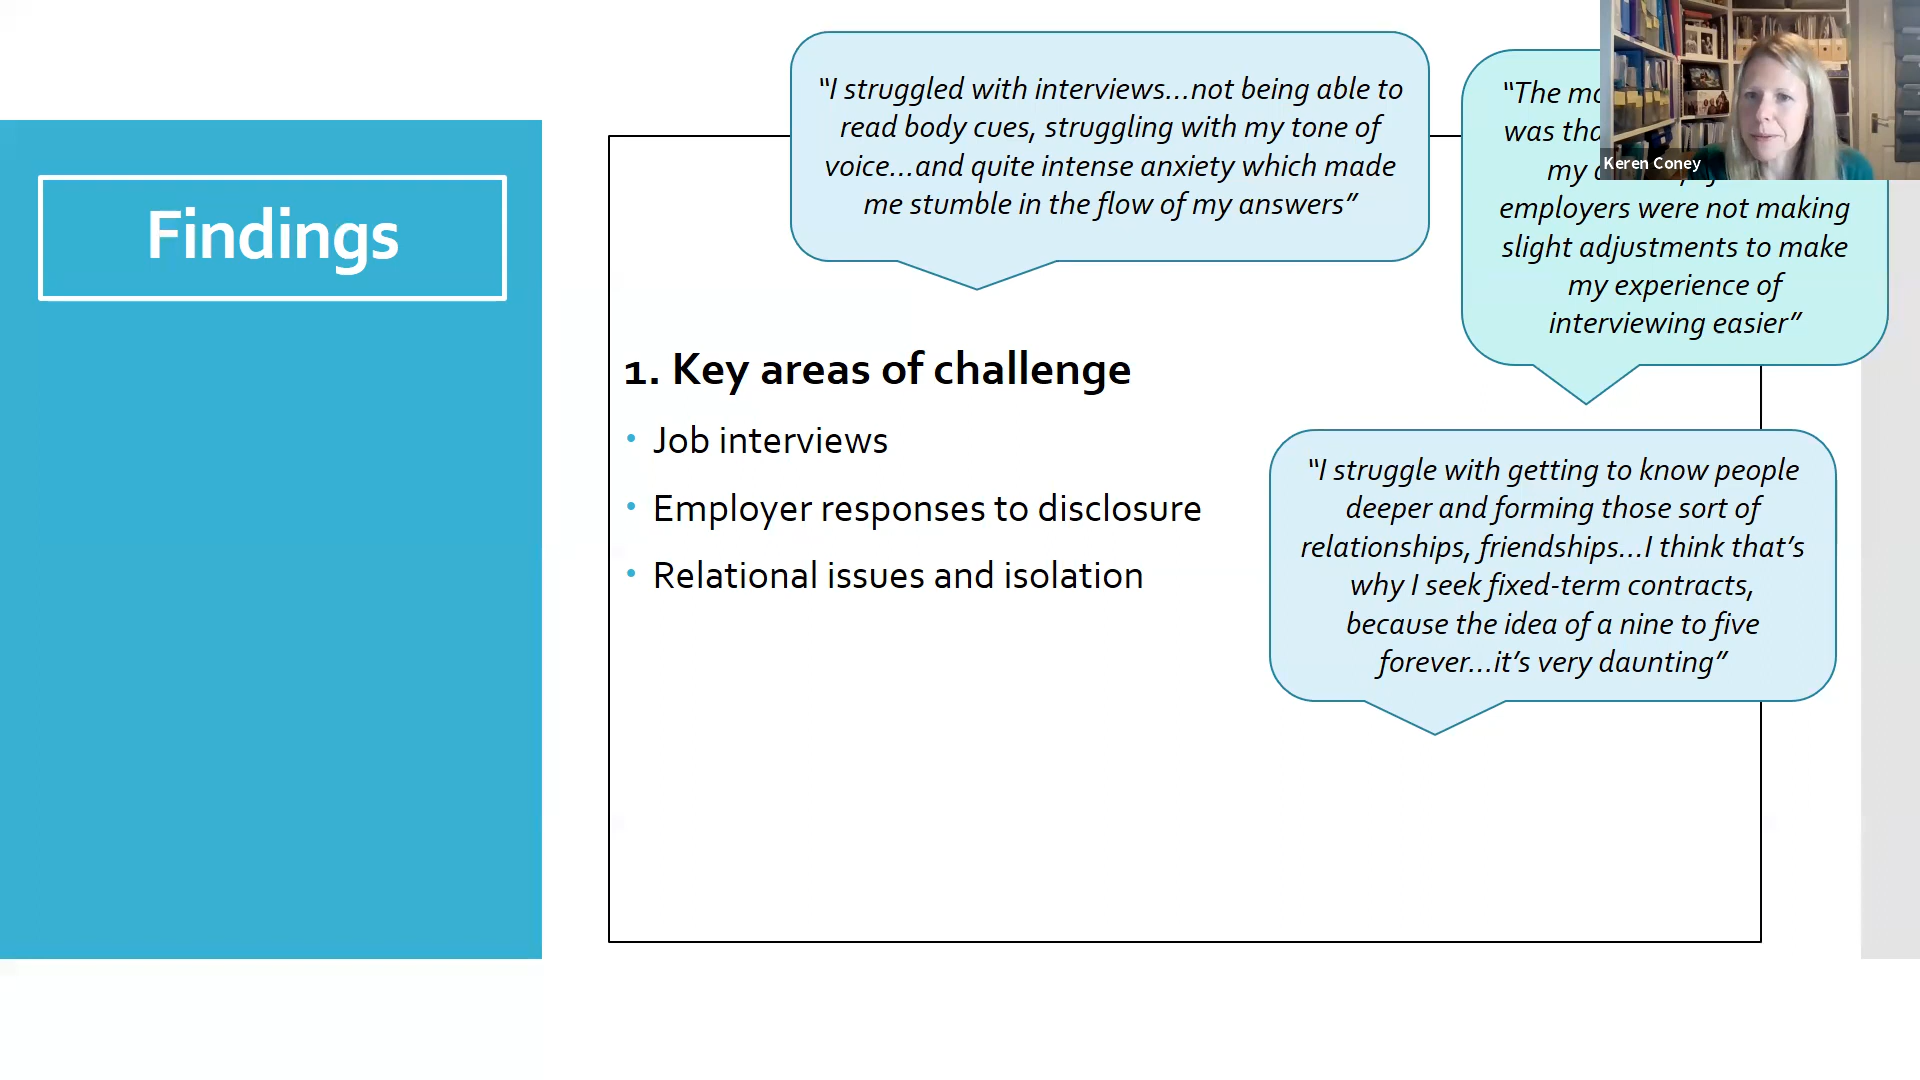 Findings
“I struggled with interviews...not being able to
read body cues, struggling with my tone of
voice...and quite intense anxiety which made
me stumble in the flow of my answers”
“The
was
my
employers were not making
slight adjustments to make
my experience of
interviewing easier”
Keren Coney
1. Key areas of challenge
• Job interviews
• Employer responses to disclosure
• Relational issues and isolation
“I struggle with getting to know people
deeper and forming those sort of
relationships, friendships...I think that’s
why I seek fixed-term contracts,
because the idea of a nine to five
forever...it’s very daunting”